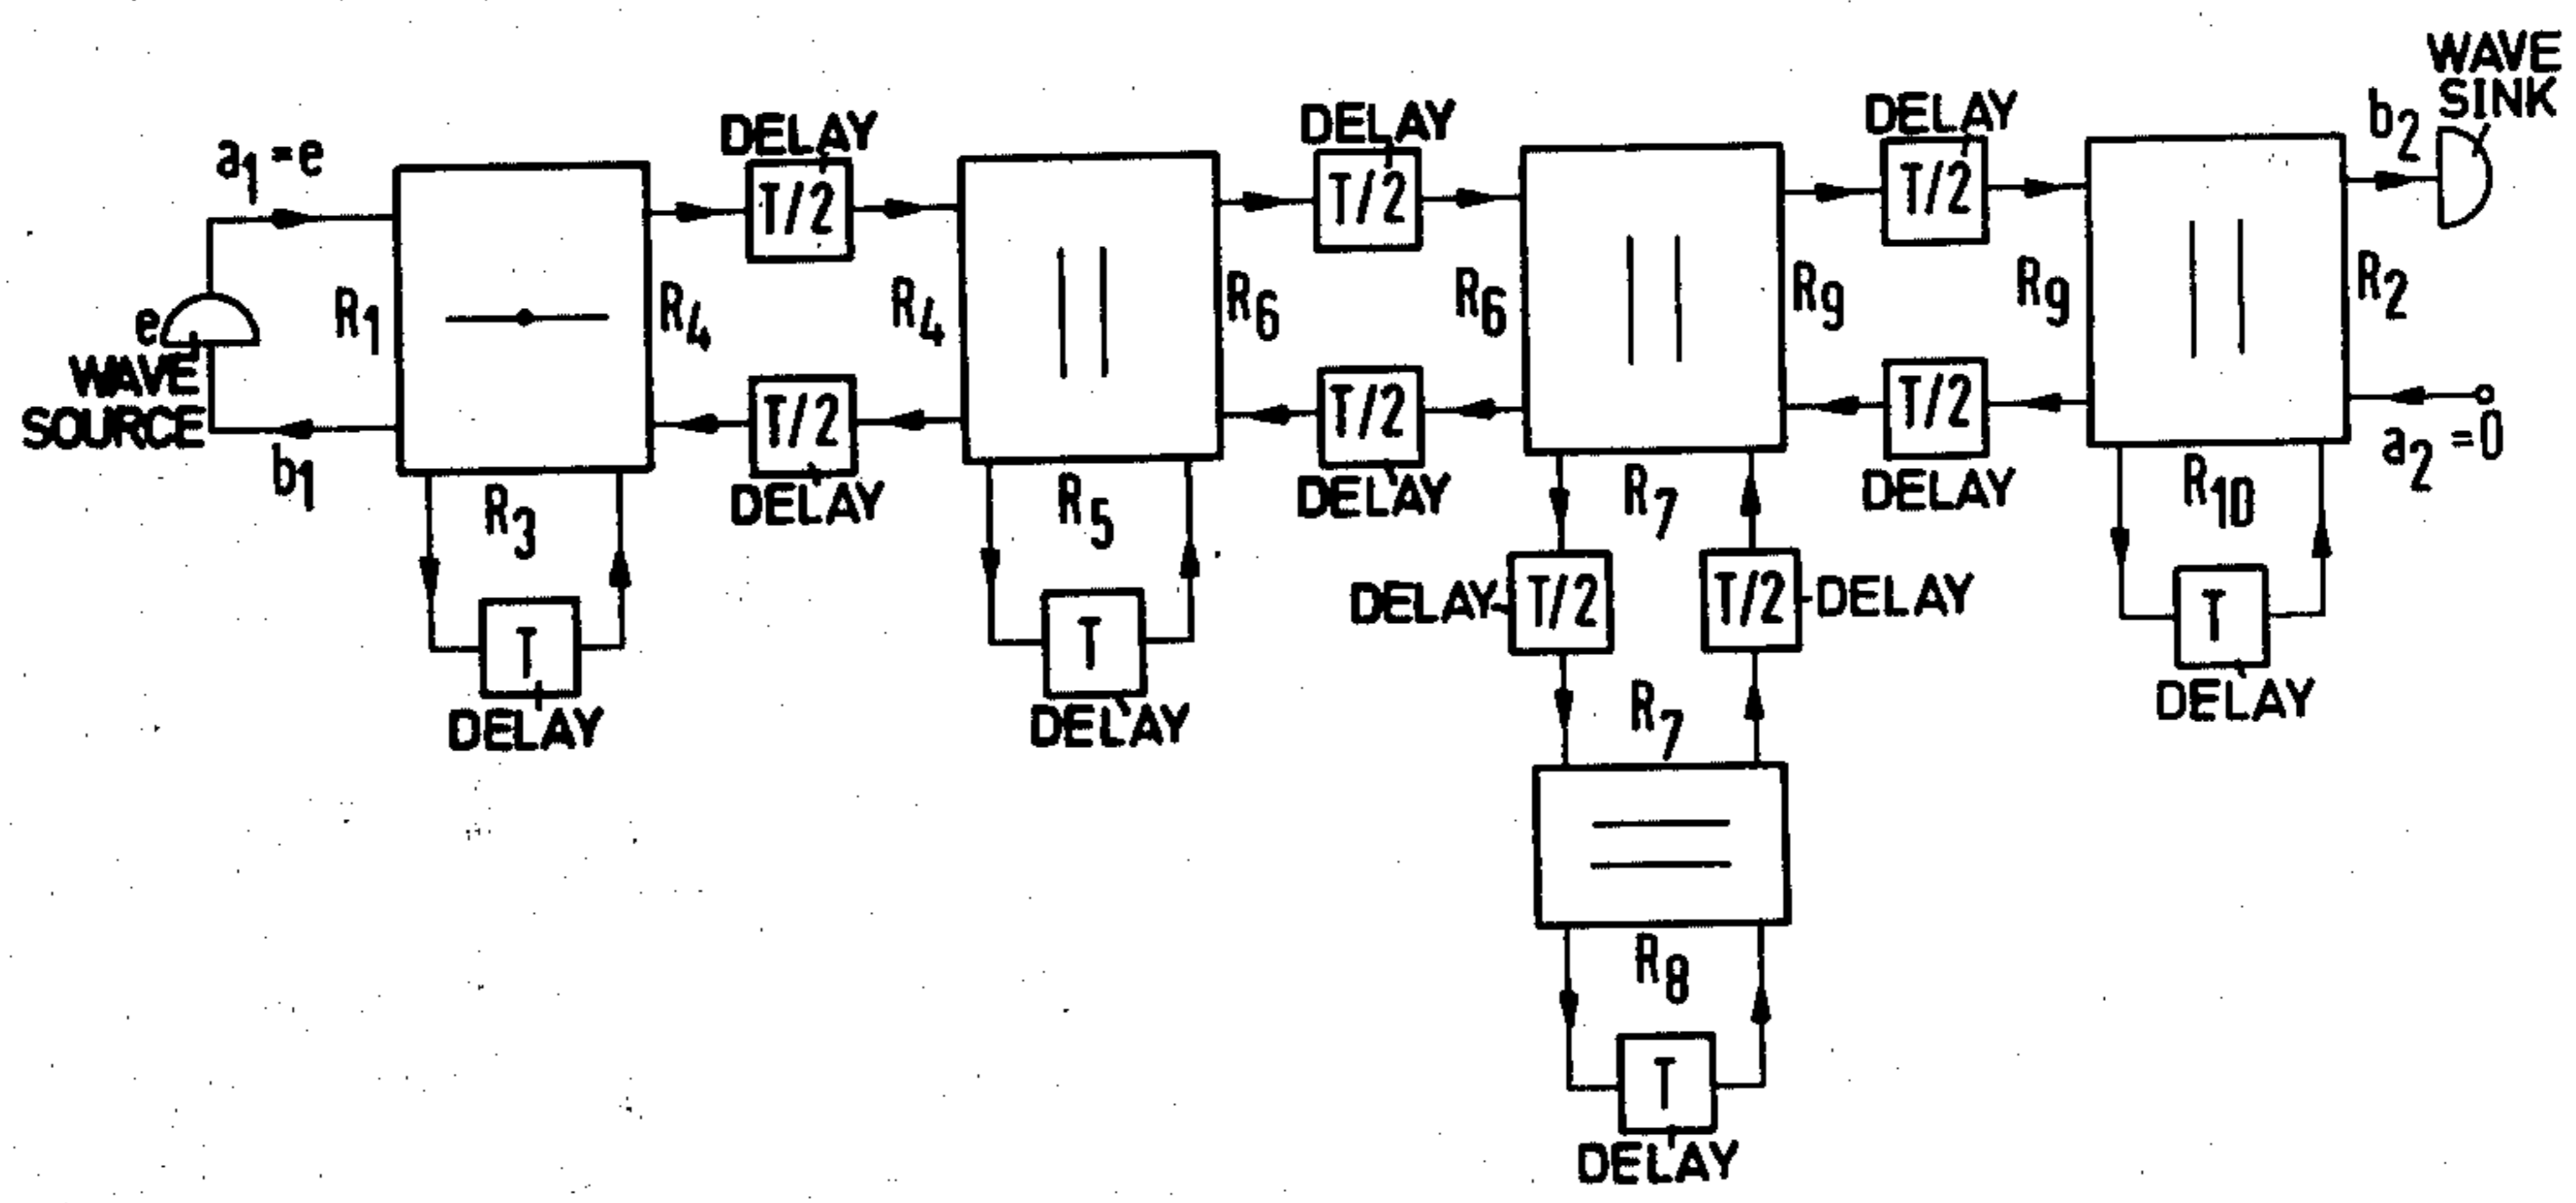 WAVE
SINK
DELAY DELAY DELAY b2
a1 = e
T/2 T/2 T/2
e R1 R4 R4 R6 R6 R9 R9 R2
WAVE
SOURCE
T/2 T/2 T/2
b1 DELAY DELAY DELAY a2 = 0
R3 R5 R7 R10
DELAY T/2 T/2 DELAY
T T T
DELAY DELAY R7 DELAY
R8
T
DELAY